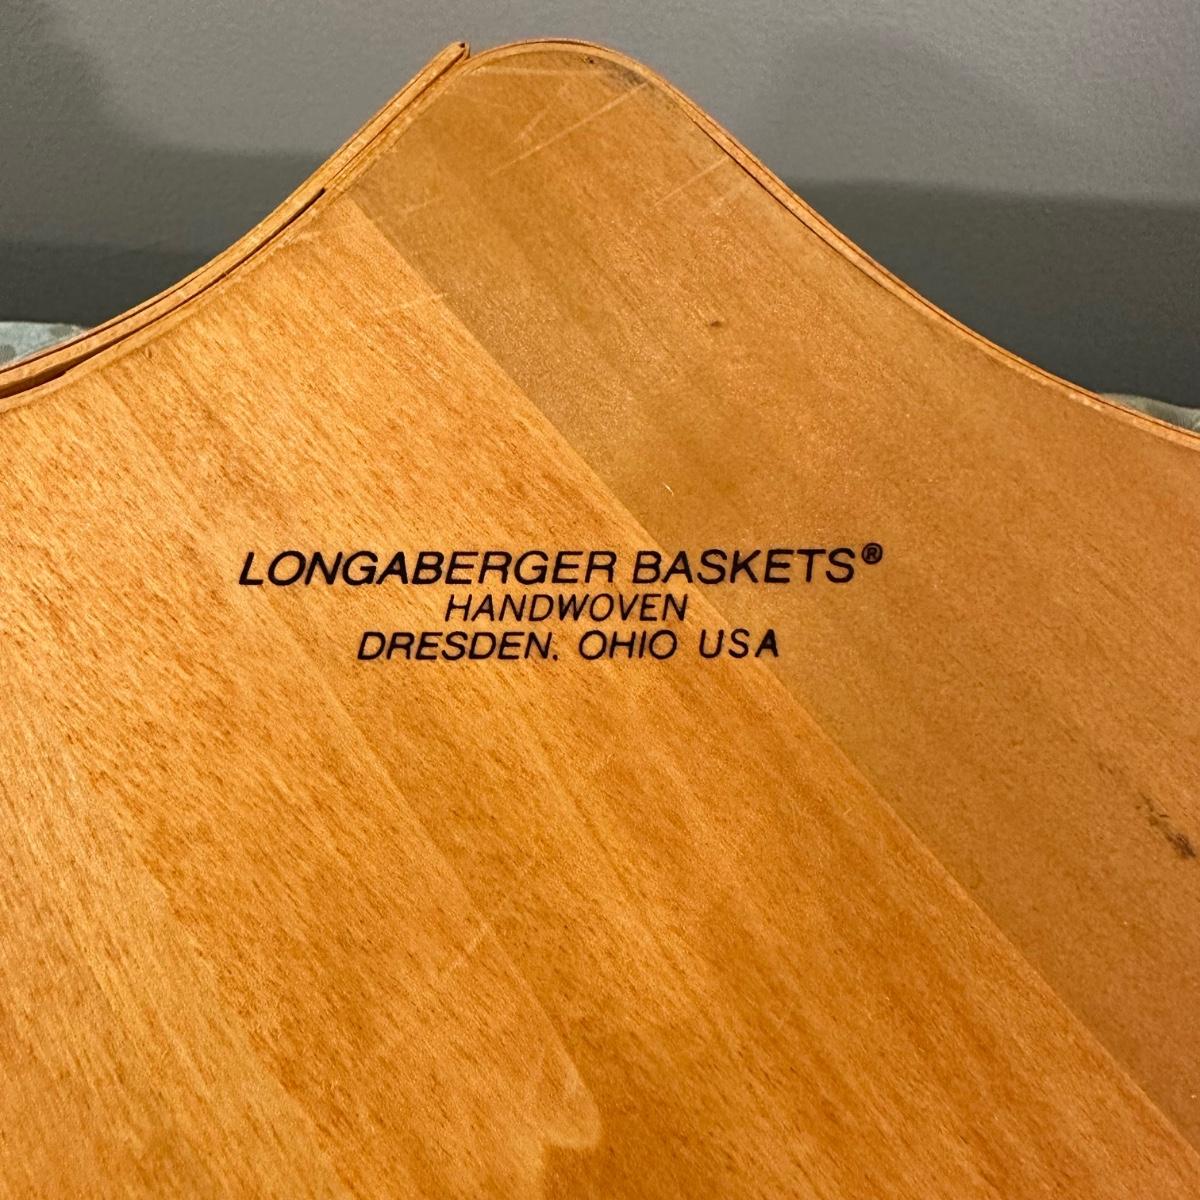 LONGABERGER BASKETS®
HANDWOVEN
DRESDEN, OHIO USA